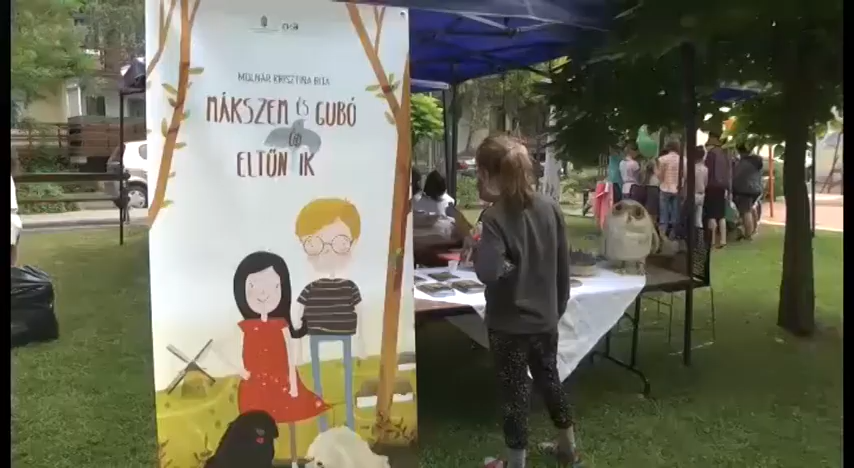 MOLNÁR KRISZTINA RITA
MÁKSZEM ÉS GUBÓ
ELTŰNIK